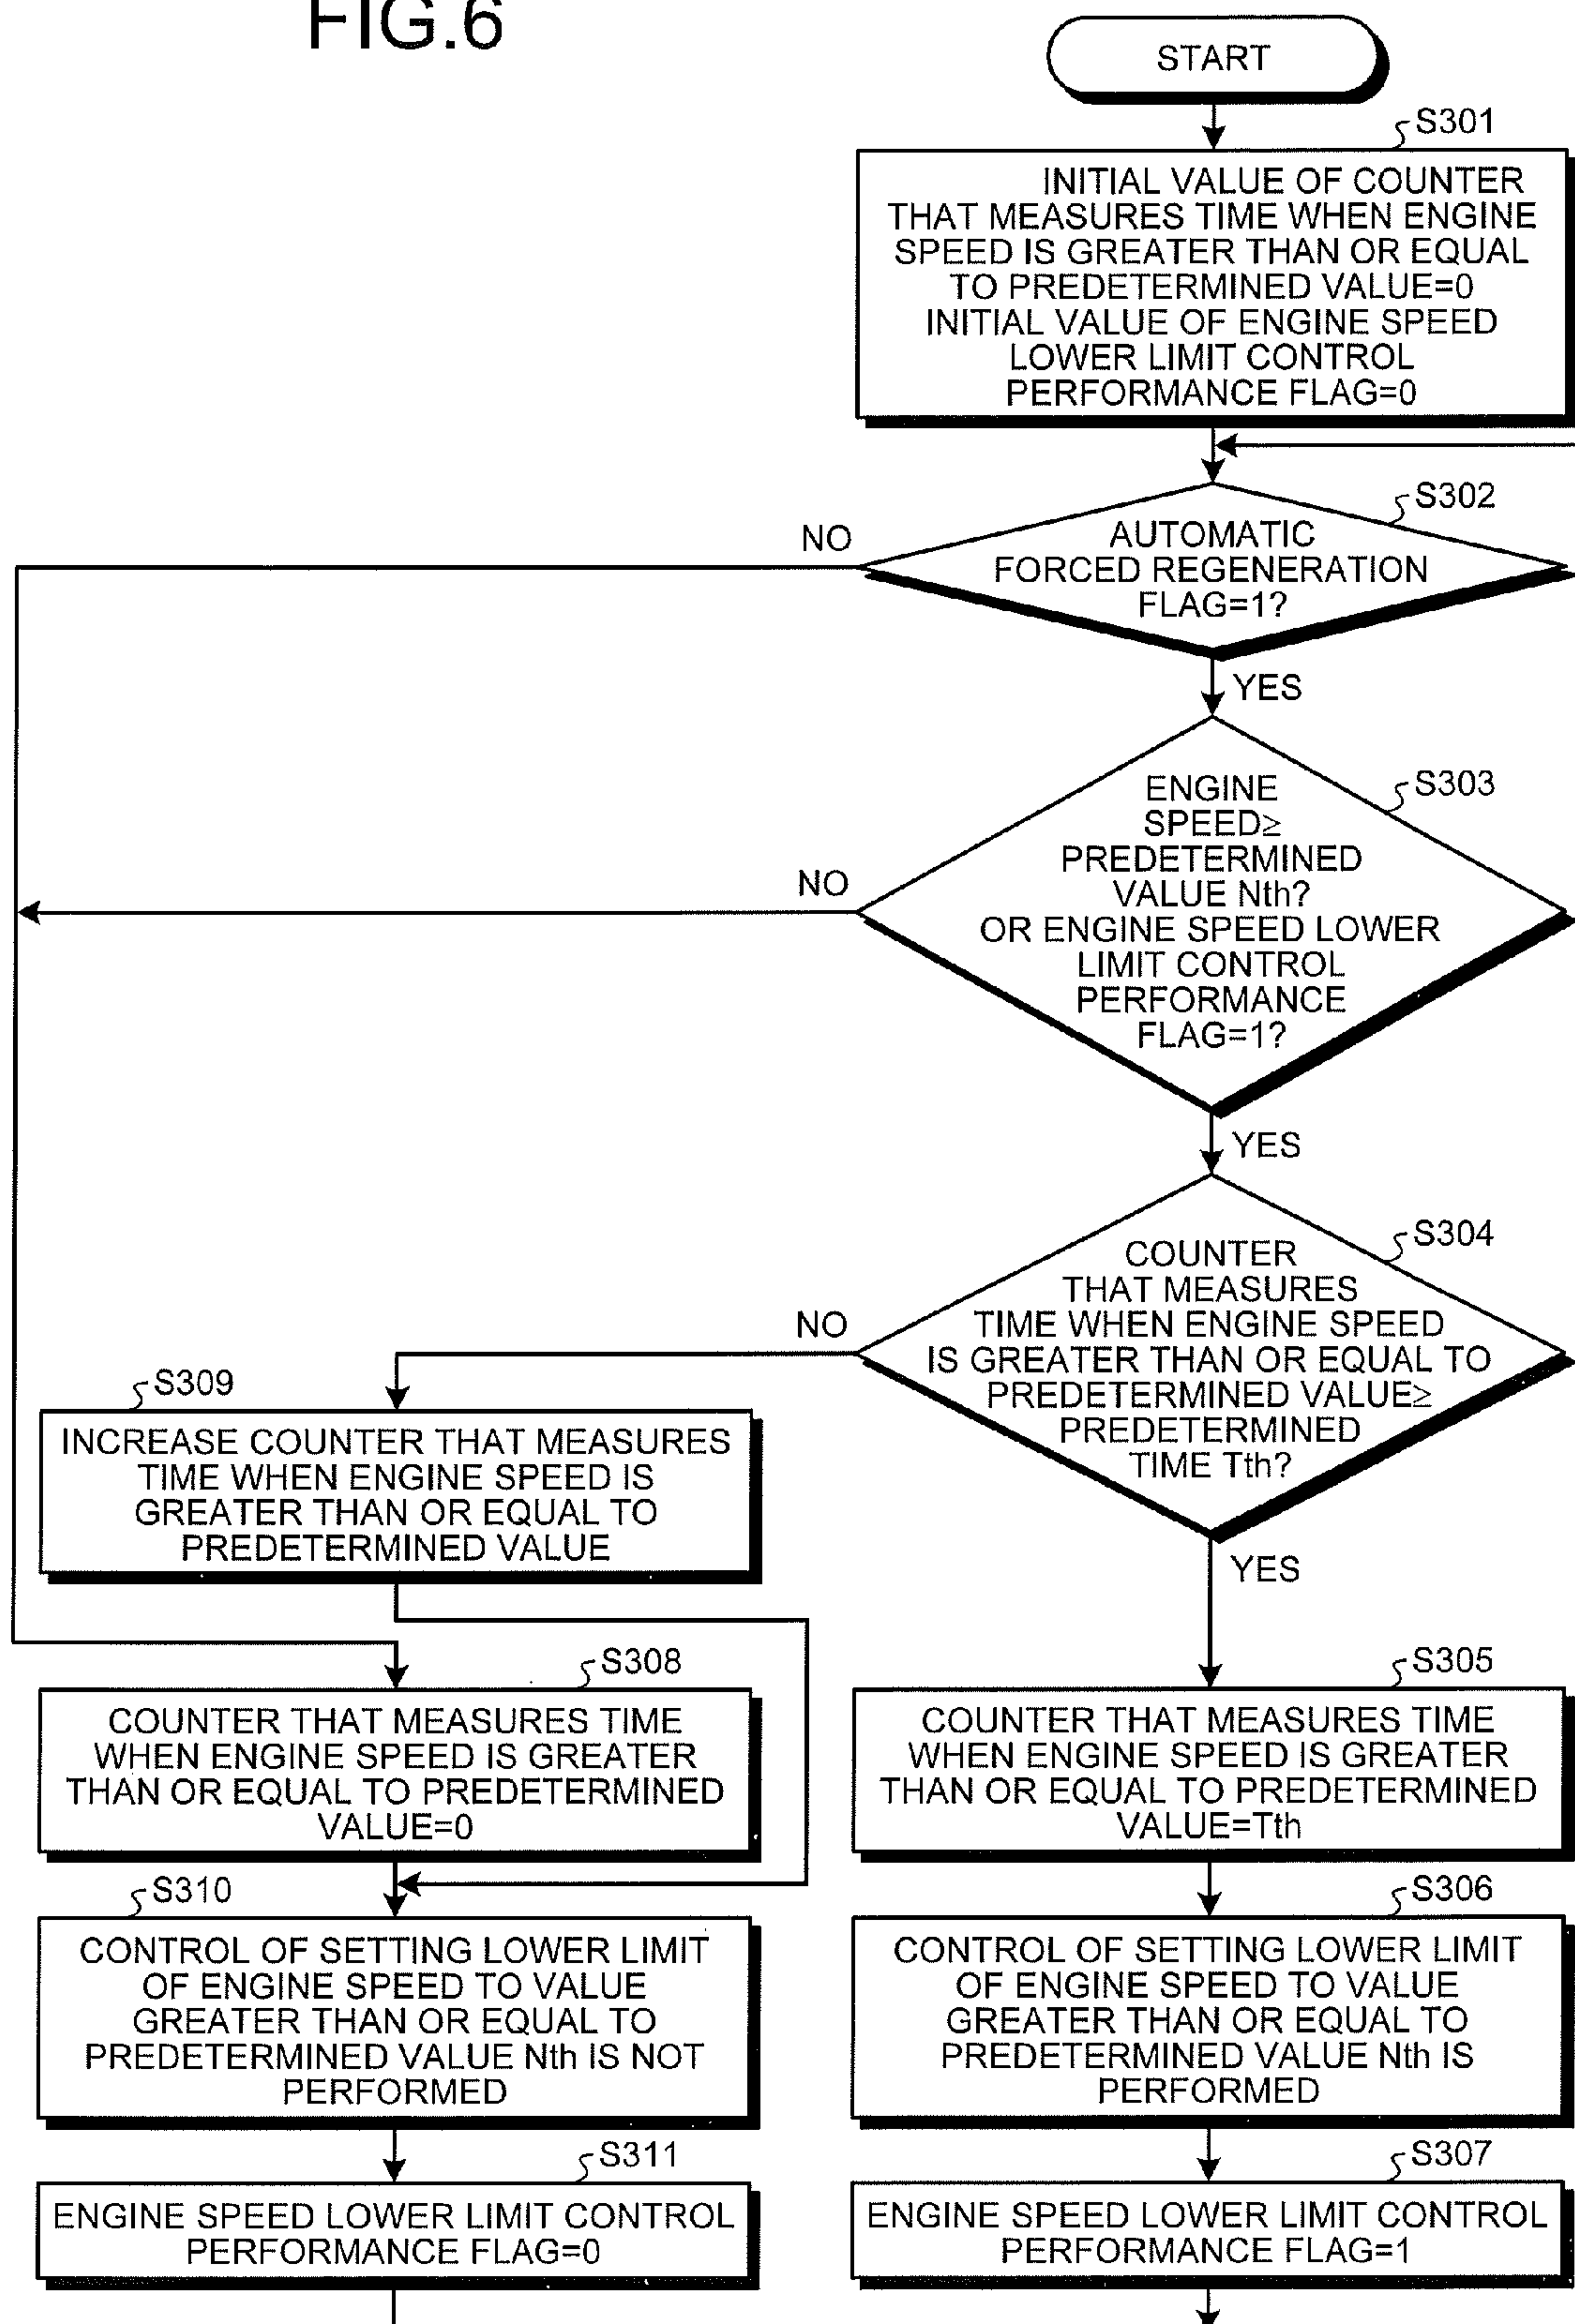 FIG.6
START
S301
INITIAL VALUE OF COUNTER
THAT MEASURES TIME WHEN ENGINE
SPEED IS GREATER THAN OR EQUAL
TO PREDETERMINED VALUE=0
INITIAL VALUE OF ENGINE SPEED
LOWER LIMIT CONTROL
PERFORMANCE FLAG=0
S302
NO
AUTOMATIC
FORCED REGENERATION
FLAG=1?
YES
S303
NO
ENGINE
SPEED≥
PREDETERMINED
VALUE Nth?
OR ENGINE SPEED LOWER
LIMIT CONTROL
PERFORMANCE
FLAG=1?
YES
S304
NO
COUNTER
THAT MEASURES
TIME WHEN ENGINE SPEED
IS GREATER THAN OR EQUAL TO
PREDETERMINED VALUE≥
PREDETERMINED
TIME Tth?
YES
S309
INCREASE COUNTER THAT MEASURES
TIME WHEN ENGINE SPEED IS
GREATER THAN OR EQUAL TO
PREDETERMINED VALUE
S308
COUNTER THAT MEASURES TIME
WHEN ENGINE SPEED IS GREATER
THAN OR EQUAL TO PREDETERMINED
VALUE=0
S305
COUNTER THAT MEASURES TIME
WHEN ENGINE SPEED IS GREATER
THAN OR EQUAL TO PREDETERMINED
VALUE=Tth
S310
CONTROL OF SETTING LOWER LIMIT
OF ENGINE SPEED TO VALUE
GREATER THAN OR EQUAL TO
PREDETERMINED VALUE Nth IS NOT
PERFORMED
S306
CONTROL OF SETTING LOWER LIMIT
OF ENGINE SPEED TO VALUE
GREATER THAN OR EQUAL TO
PREDETERMINED VALUE Nth IS
PERFORMED
S311
ENGINE SPEED LOWER LIMIT CONTROL
PERFORMANCE FLAG=0
S307
ENGINE SPEED LOWER LIMIT CONTROL
PERFORMANCE FLAG=1